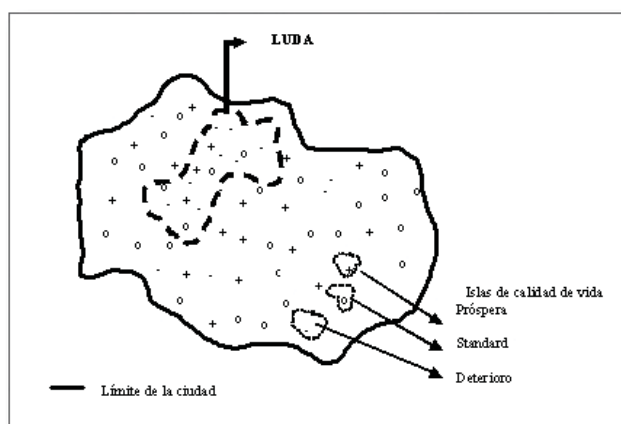 LUDA
Islas de calidad de vida
Próspera
Standard
Deterioro
Límite de la ciudad